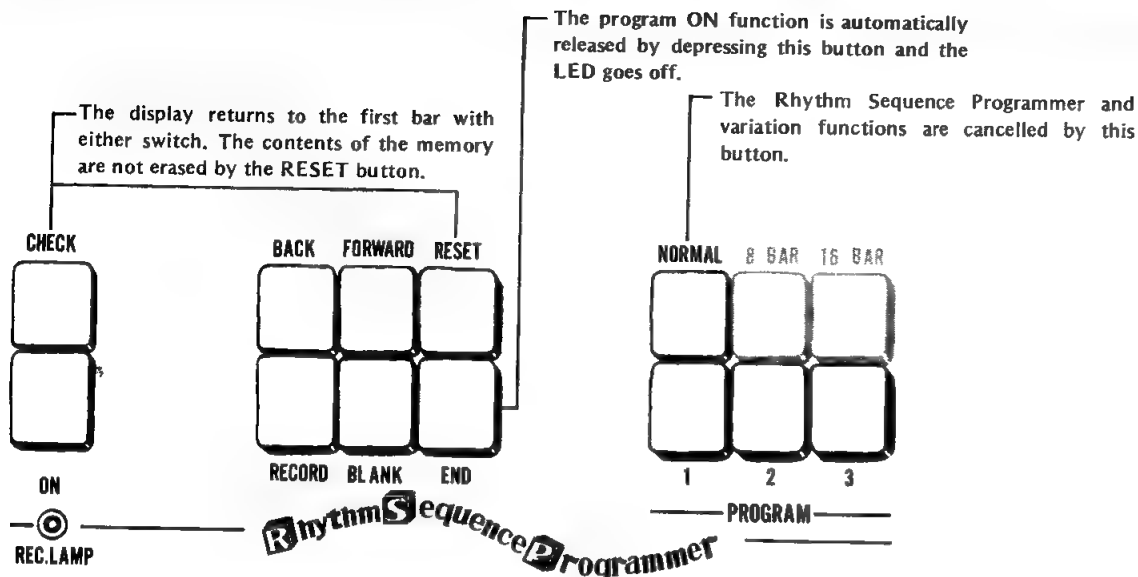 The program ON function is automatically
released by depressing this button and the
LED goes off.
The Rhythm Sequence Programmer and
variation functions are cancelled by this
button.
The display returns to the first bar with
either switch. The contents of the memory
are not erased by the RESET button.
CHECK
BACK FORWARD RESET
NORMAL 8 BAR 16 BAR
RECORD BLANK END
1 2 3
ON
PROGRAM
REC.LAMP
Rhythm Sequence Programmer